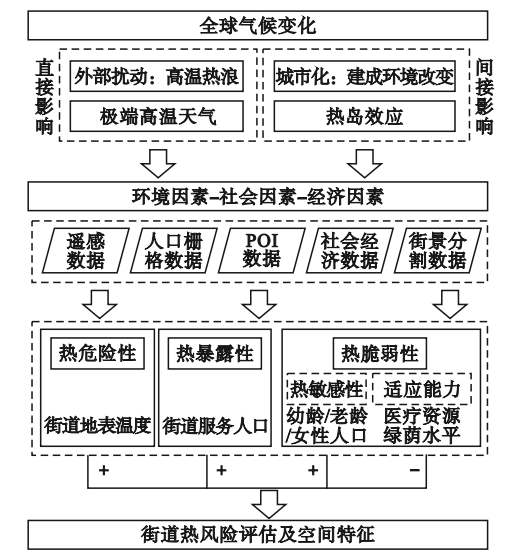 全球气候变化
直接影响
外部扰动：高温热浪
极端高温天气
城市化：建成环境改变
热岛效应
间接影响
环境因素-社会因素-经济因素
遥感
数据
人口栅
格数据
POI
数据
社会经
济数据
街景分
割数据
热危险性
街道地表温度
热暴露性
街道服务人口
热脆弱性
热敏感性
幼龄/老龄
/女性人口
适应能力
医疗资源
绿荫水平
+
+
+
−
街道热风险评估及空间特征